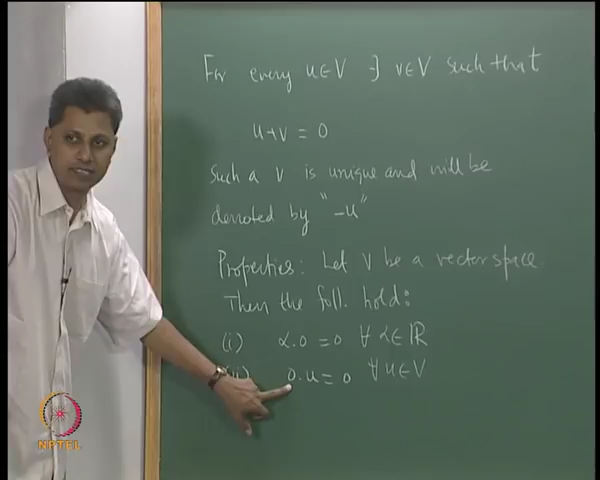 For every u∈V ∃ v∈V such that
u+v = 0
Such a v is unique and will be
denoted by "-u"
Properties: Let V be a vector space.
Then the foll. hold:
(i) α.0 = 0 ∀ α∈ℝ
0.u = 0 ∀ u∈V
NPTEL